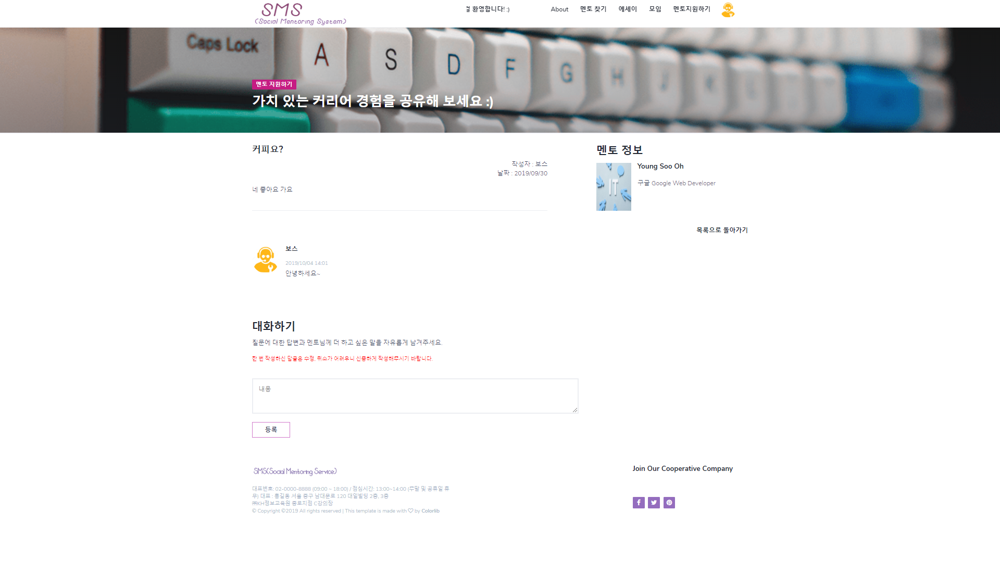 SMS
(Social Mentoring System)
환영합니다! :)
About
멘토 찾기
에세이
모임
멘토지원하기
Caps Lock
A
S
D
F
G
H
J
K
L
멘토 지원하기
가치 있는 커리어 경험을 공유해 보세요 :)
커피요?
작성자 : 보스
날짜 : 2019/09/30
네 좋아요 가요
멘토 정보
IT
Young Soo Oh
구글 Google Web Developer
목록으로 돌아가기
보스
2019/10/04 14:01
안녕하세요~
대화하기
질문에 대한 답변과 멘토님께 더 하고 싶은 말을 자유롭게 남겨주세요.
한 번 작성하신 답글은 수정, 취소가 어려우니 신중하게 작성해주시기 바랍니다.
내용
등록
SMS(Social Mentoring Service)
대표번호: 02-0000-8888 (09:00 ~ 18:00) / 점심시간: 13:00~14:00 (주말 및 공휴일 휴
무) 대표 : 홍길동 서울 중구 남대문로 120 대일빌딩 2층, 3층
㈜KH정보교육원 종로지점 C강의장
© Copyright ©2019 All rights reserved | This template is made with ♡ by Colorlib
Join Our Cooperative Company